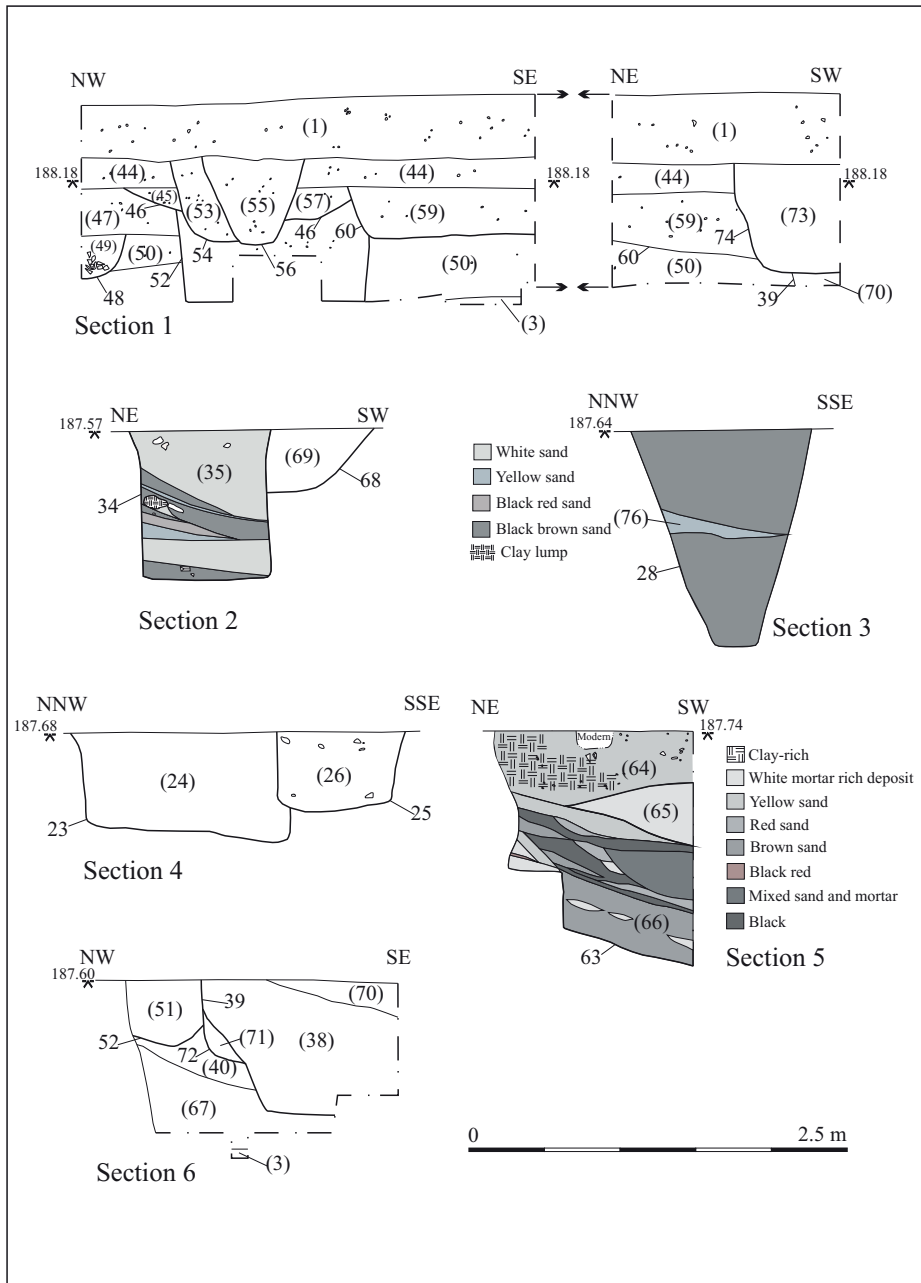 NW SE NE SW
(1) (1)
188.18 (44) (44) 188.18 (44) 188.18
(45)
46 (53) (55) (57) (59) (59) (73)
(47) 46 60 74
(49) (50) 54 56 (50) 60 (50)
48 52 39 (70)
Section 1 (3)
NE SW
187.57
(35) (69)
34 68
Section 2
White sand
Yellow sand
Black red sand
Black brown sand
Clay lump
NNW SSE
187.64
(76)
28
Section 3
NNW SSE
187.68
(24) (26)
23 25
Section 4
NE SW
187.74
Modern
(64)
(65)
(66)
63
Section 5
Clay-rich
White mortar rich deposit
Yellow sand
Red sand
Brown sand
Black red
Mixed sand and mortar
Black
NW SE
187.60
(51) 39 (70)
52 (71) (38)
72
(40)
(67)
(3)
Section 6
0 2.5 m